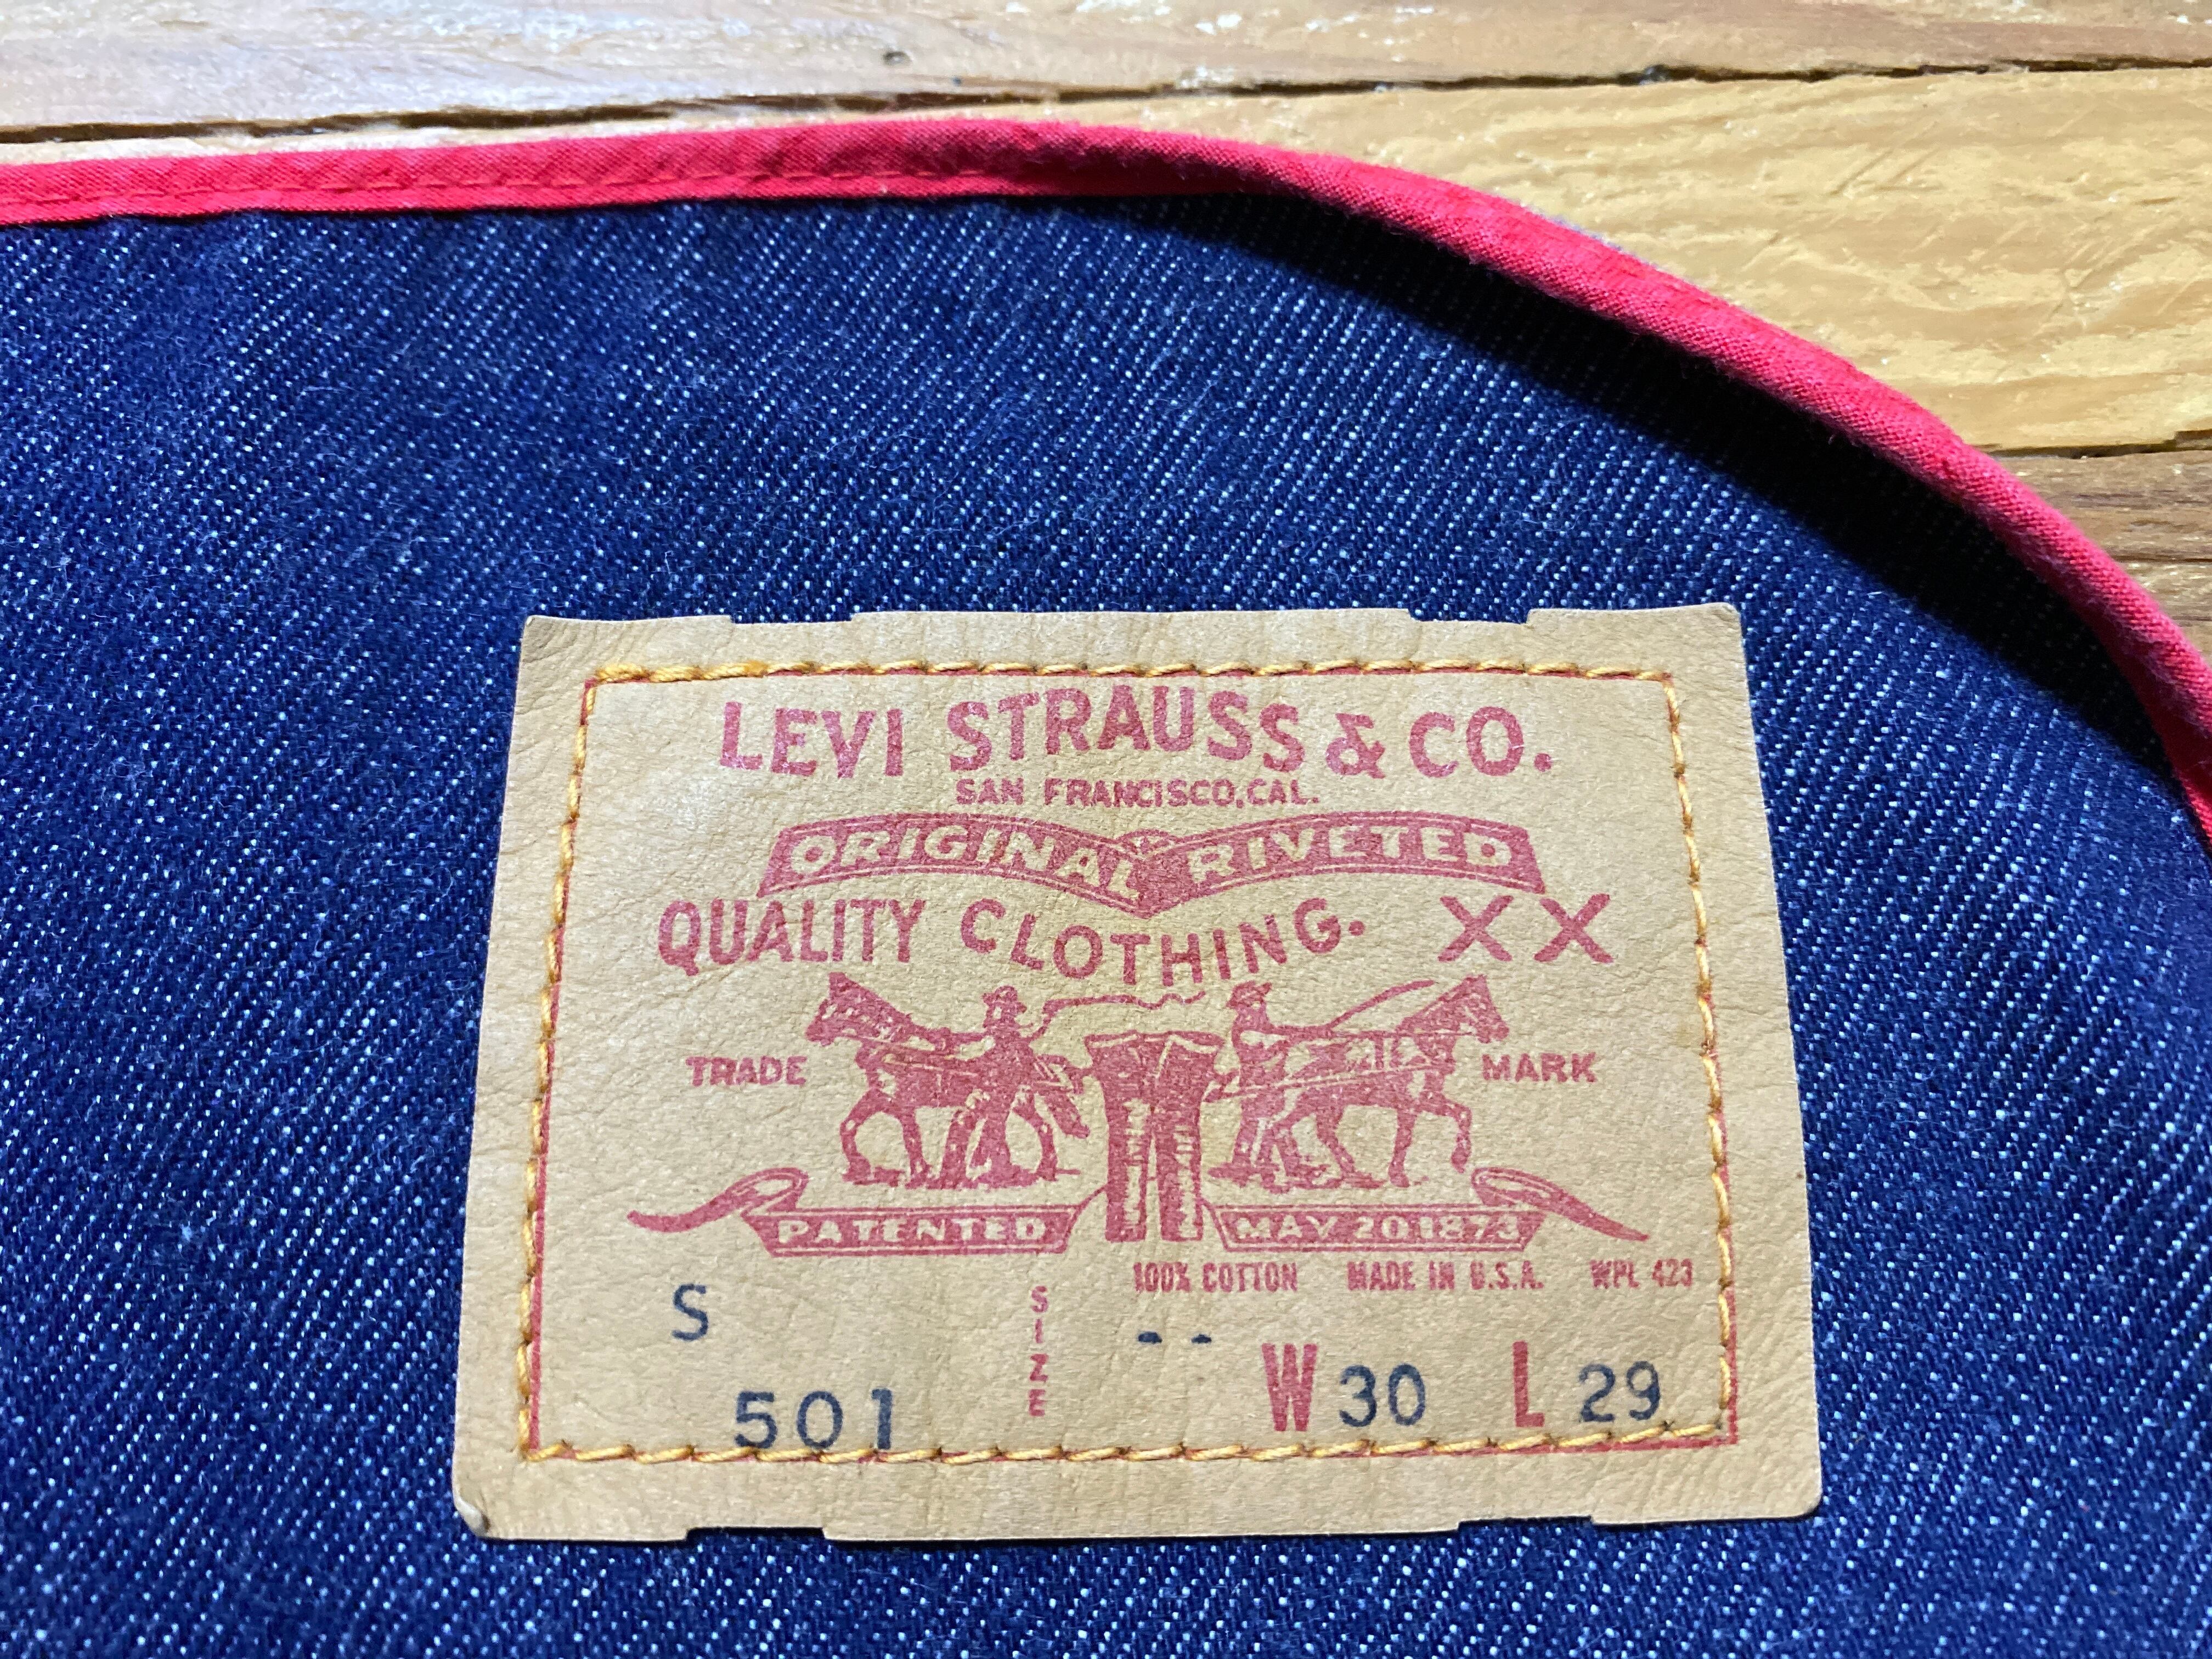 LEVI STRAUSS & CO.
SAN FRANCISCO, CAL.
ORIGINAL RIVETED
QUALITY CLOTHING. XX
TRADE MARK
PATENTED MAY 20 1873
100% COTTON MADE IN U.S.A. WPL 423
S
SIZE
--
501 W 30 L 29